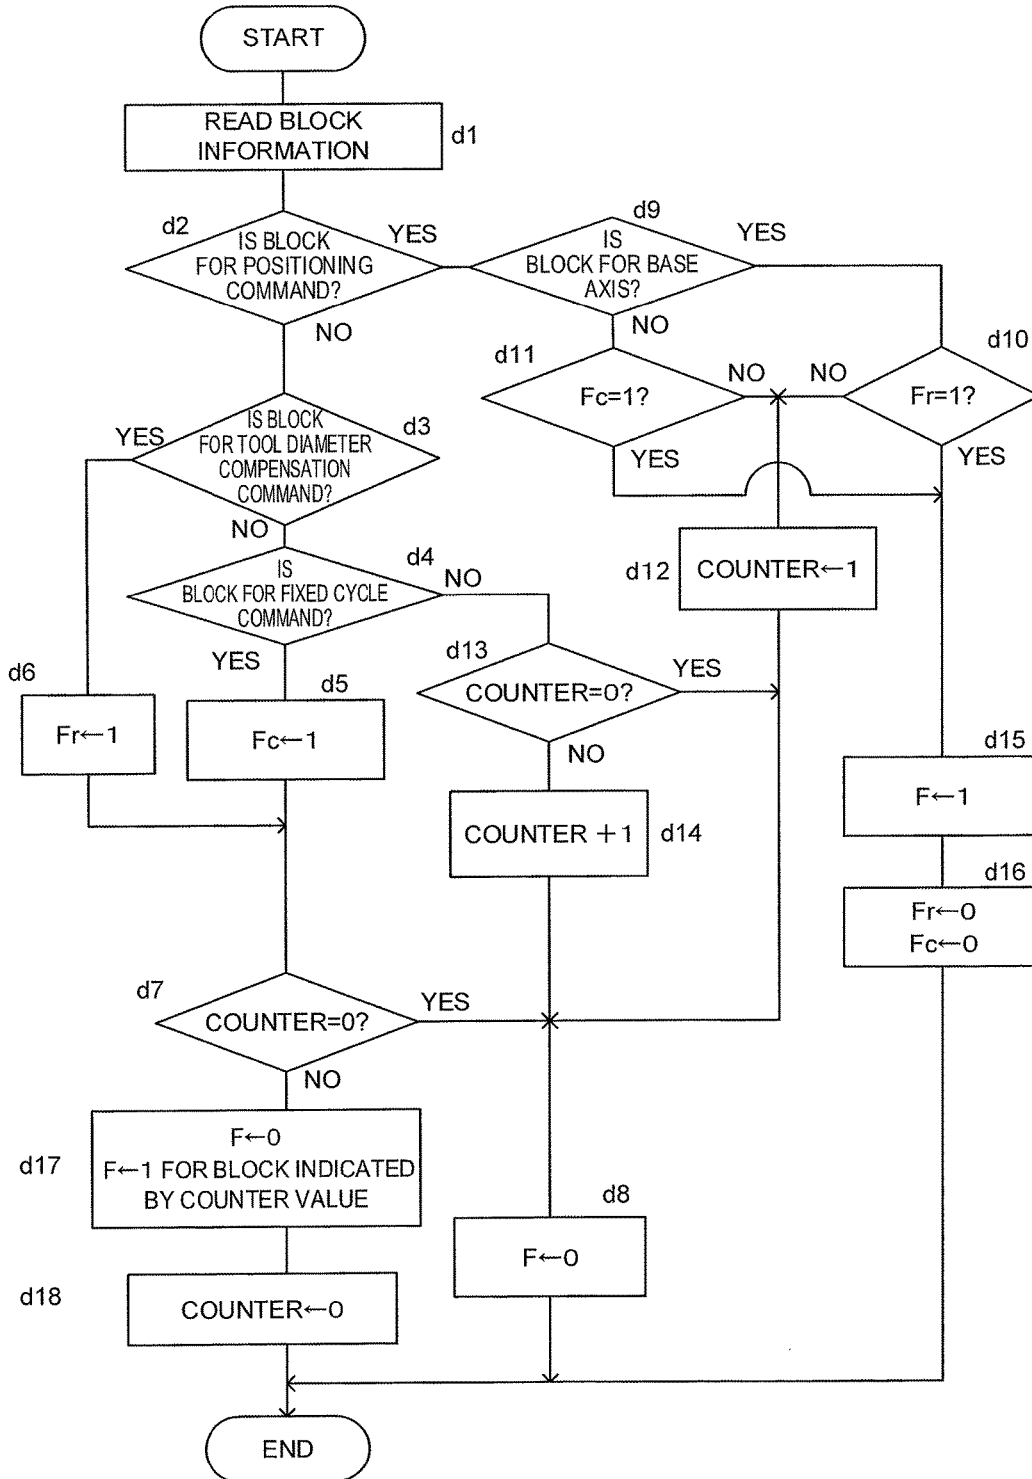 START
READ BLOCK
INFORMATION
d1
d2
IS BLOCK
FOR POSITIONING
COMMAND?
YES
NO
d9
IS
BLOCK FOR BASE
AXIS?
YES
NO
d11
Fc=1?
NO
YES
d10
Fr=1?
NO
YES
d3
IS BLOCK
FOR TOOL DIAMETER
COMPENSATION
COMMAND?
YES
NO
d12
COUNTER←1
d4
IS
BLOCK FOR FIXED CYCLE
COMMAND?
NO
YES
d13
COUNTER=0?
YES
NO
d6
Fr←1
d5
Fc←1
d14
COUNTER +1
d15
F←1
d16
Fr←0
Fc←0
d7
COUNTER=0?
YES
NO
d17
F←0
F←1 FOR BLOCK INDICATED
BY COUNTER VALUE
d8
F←0
d18
COUNTER←0
END